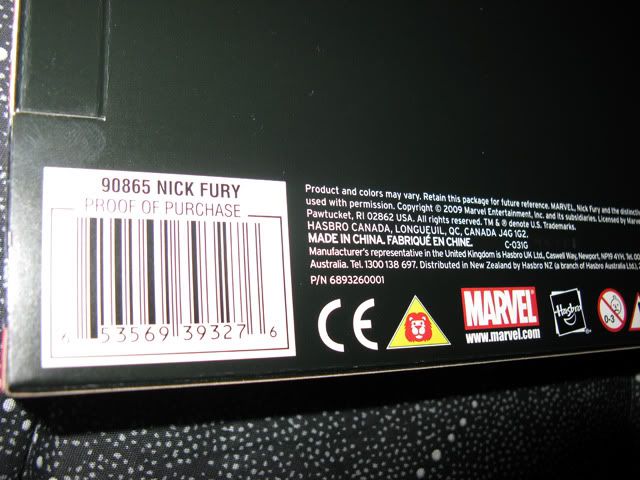 90865 NICK FURY
PROOF OF PURCHASE
6 53569 39327 6
Product and colors may vary. Retain this package for future reference. MARVEL, Nick Fury and the
use with permission. Copyright © 2009 Marvel Entertainment, Inc. and its subsidiaries. Licensed by
Pawtucket, RI 02862 USA. All rights reserved. TM & ® denote U.S. Trademarks.
HASBRO CANADA, LONGUEUIL, QC, CANADA J4G 1G2.
MADE IN CHINA. FABRIQUÉ EN CHINE. C-031G
Manufacturer's representative in the United Kingdom is Hasbro UK Ltd., Caswell Way, Newport, NP19 4YH. Tel.
Australia. Tel. 1300 138 697. Distributed in New Zealand by Hasbro NZ (a branch of Hasbro Australia Ltd.
P/N 6893260001
CE
MARVEL
www.marvel.com
Hasbro
0-3